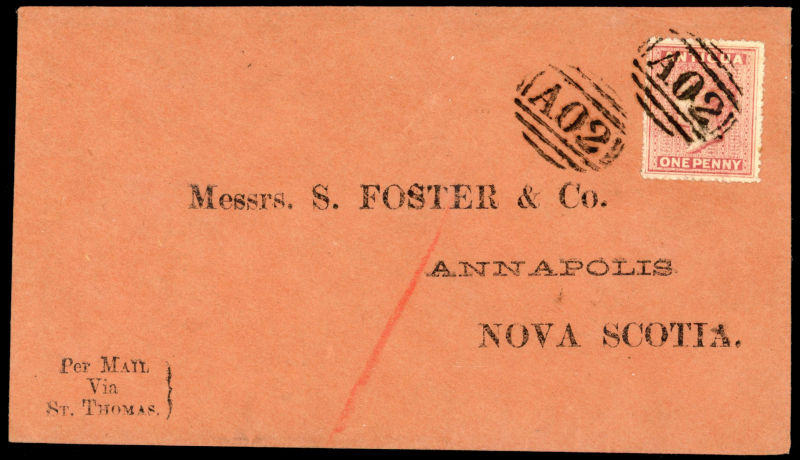 A02
A02
ANTIGUA
ONE PENNY
Messrs. S. FOSTER & Co.
ANNAPOLIS
NOVA SCOTIA.
Per MAIL
Via
ST. THOMAS.